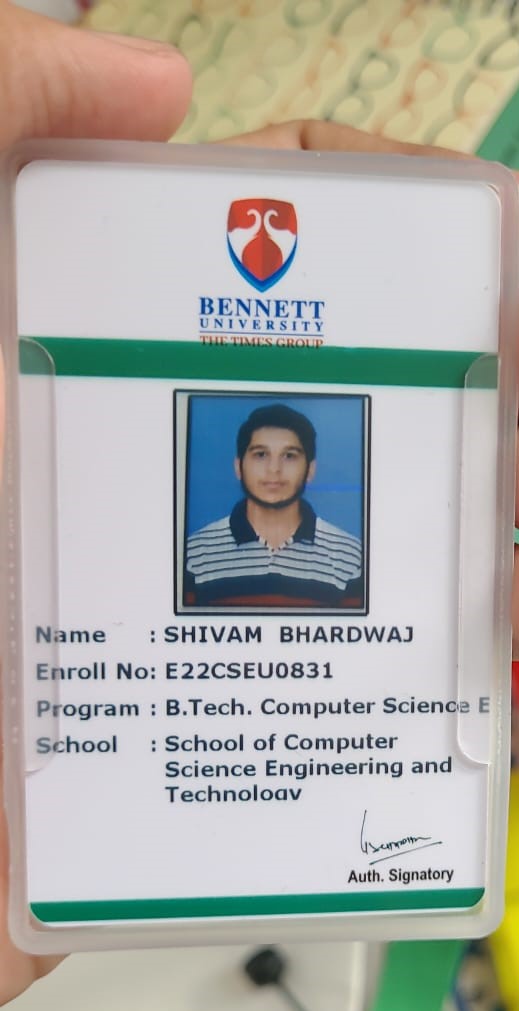 BENNETT
UNIVERSITY
THE TIMES GROUP
Name : SHIVAM BHARDWAJ
Enroll No: E22CSEU0831
Program : B.Tech. Computer Science E
School : School of Computer
Science Engineering and
Technology
Auth. Signatory